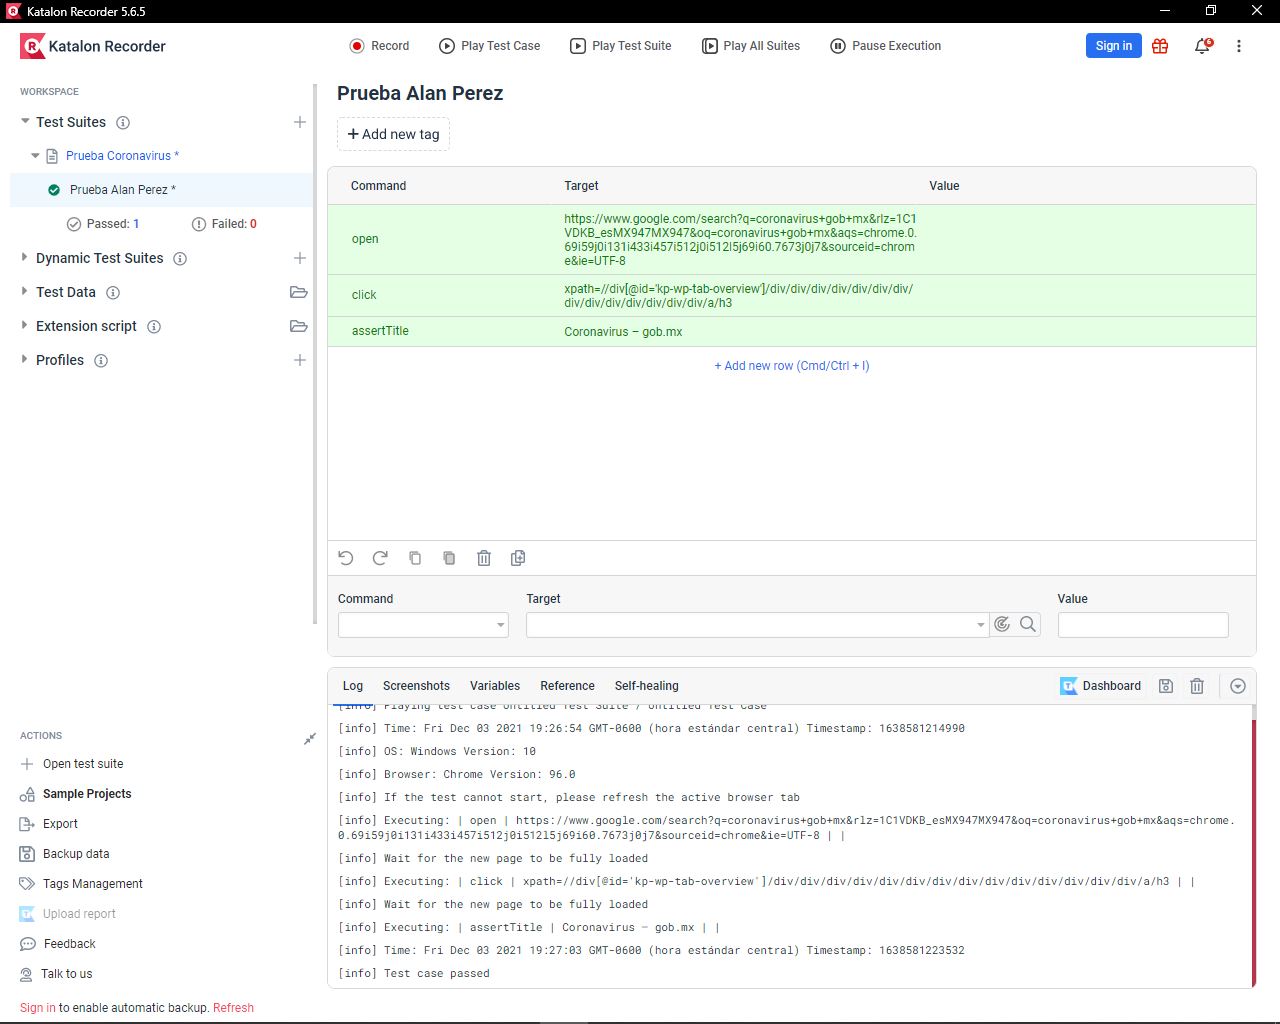 Katalon Recorder 5.6.5
Katalon Recorder
Record
Play Test Case
Play Test Suite
Play All Suites
Pause Execution
Sign in
6
WORKSPACE
Test Suites
Prueba Coronavirus *
Prueba Alan Perez *
Passed: 1
Failed: 0
Dynamic Test Suites
Test Data
Extension script
Profiles
ACTIONS
Open test suite
Sample Projects
Export
Backup data
Tags Management
Upload report
Feedback
Talk to us
Sign in to enable automatic backup. Refresh
Prueba Alan Perez
+ Add new tag
Command Target Value
open
https://www.google.com/search?q=coronavirus+gob+mx&rlz=1C1
VDKB_esMX947MX947&oq=coronavirus+gob+mx&aqs=chrome.0.
69i59j0i131i433i457i512j0i512l5j69i60.7673j0j7&sourceid=chrom
e&ie=UTF-8
click
xpath=//div[@id='kp-wp-tab-overview']/div/div/div/div/div/div/div/
div/div/div/div/div/div/div/a/h3
assertTitle Coronavirus – gob.mx
+ Add new row (Cmd/Ctrl + I)
Command Target Value
Log Screenshots Variables Reference Self-healing Dashboard
[info] Playing test case Untitled Test Suite / Untitled Test Case
[info] Time: Fri Dec 03 2021 19:26:54 GMT-0600 (hora estándar central) Timestamp: 1638581214990
[info] OS: Windows Version: 10
[info] Browser: Chrome Version: 96.0
[info] If the test cannot start, please refresh the active browser tab
[info] Executing: | open | https://www.google.com/search?q=coronavirus+gob+mx&rlz=1C1VDKB_esMX947MX947&oq=coronavirus+gob+mx&aqs=chrome.
0.69i59j0i131i433i457i512j0i512l5j69i60.7673j0j7&sourceid=chrome&ie=UTF-8 | |
[info] Wait for the new page to be fully loaded
[info] Executing: | click | xpath=//div[@id='kp-wp-tab-overview']/div/div/div/div/div/div/div/div/div/div/div/div/div/div/a/h3 | |
[info] Wait for the new page to be fully loaded
[info] Executing: | assertTitle | Coronavirus – gob.mx | |
[info] Time: Fri Dec 03 2021 19:27:03 GMT-0600 (hora estándar central) Timestamp: 1638581223532
[info] Test case passed